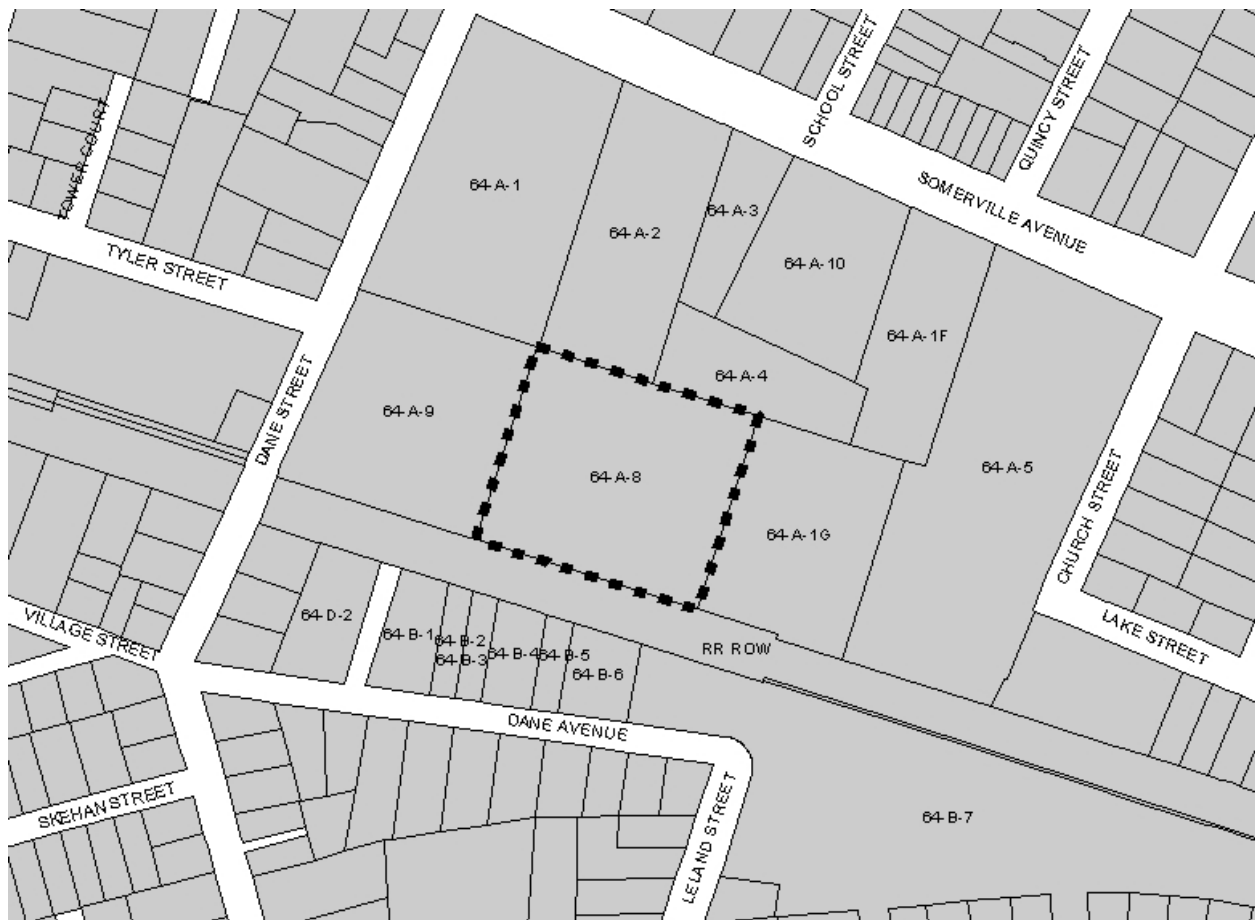 SCHOOL STREET
QUINCY STREET
TOWER COURT
64-A-1
64-A-3
SOMERVILLE AVENUE
64-A-2
TYLER STREET
64-A-10
64-A-1F
64-A-4
DANE STREET
64-A-9
64-A-8
64-A-5
64-A-1G
CHURCH STREET
64-D-2
VILLAGE STREET
64-B-1
64-B-2
64-B-3
64-B-4
64-B-5
64-B-6
RR ROW
LAKE STREET
DANE AVENUE
SKEHAN STREET
LELAND STREET
64-B-7